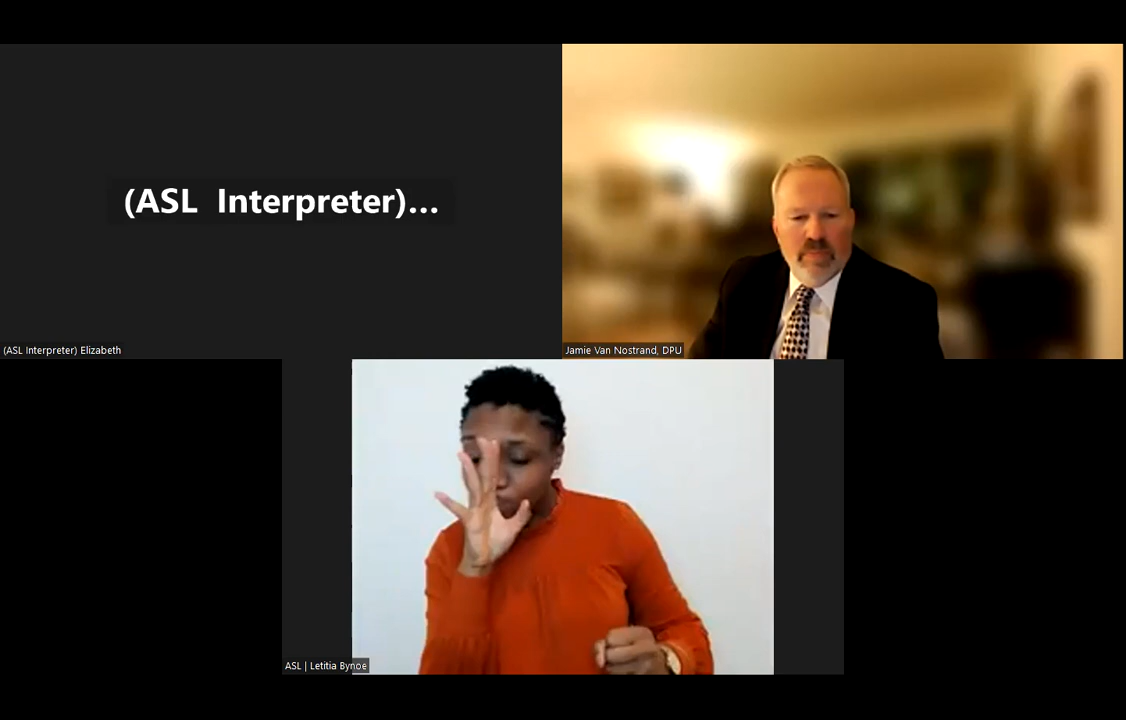 (ASL Interpreter)...
(ASL Interpreter) Elizabeth
Jamie Van Nostrand, DPU
ASL | Letitia Bynoe